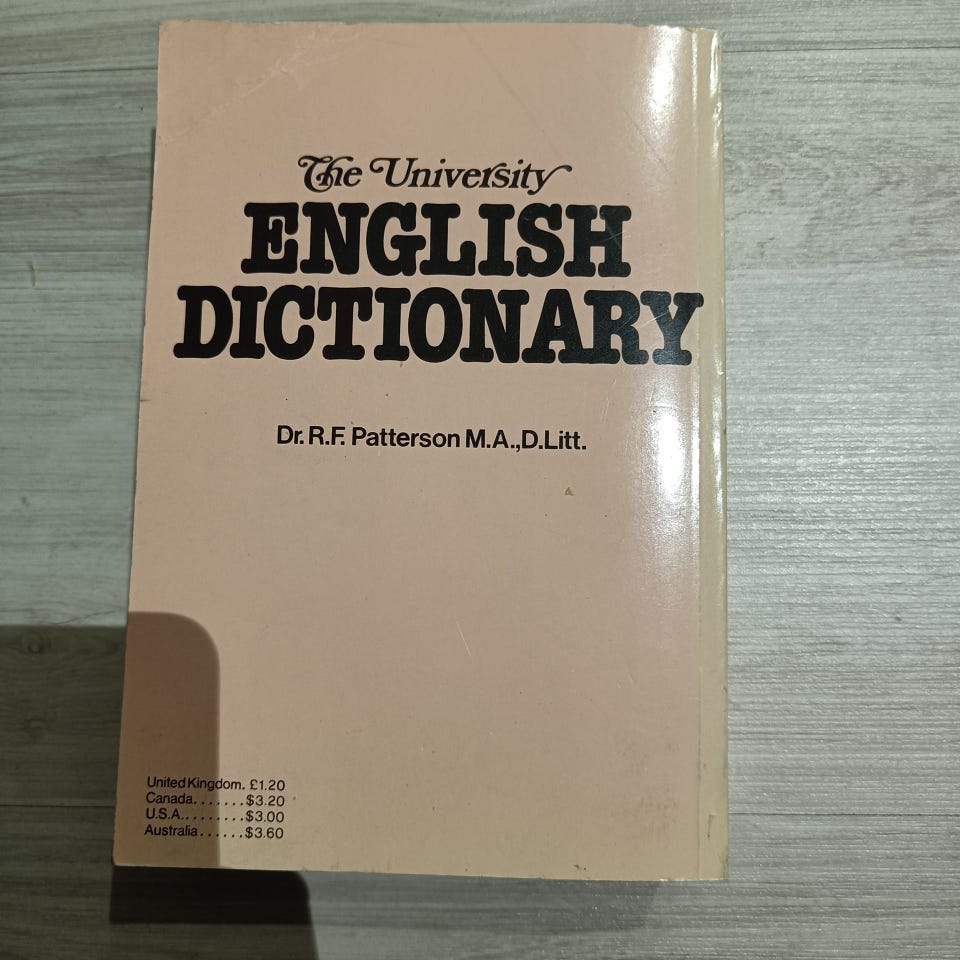 The University
ENGLISH
DICTIONARY
Dr. R.F. Patterson M.A.,D.Litt.
United Kingdom. £1.20
Canada.......$3.20
U.S.A.........$3.00
Australia......$3.60